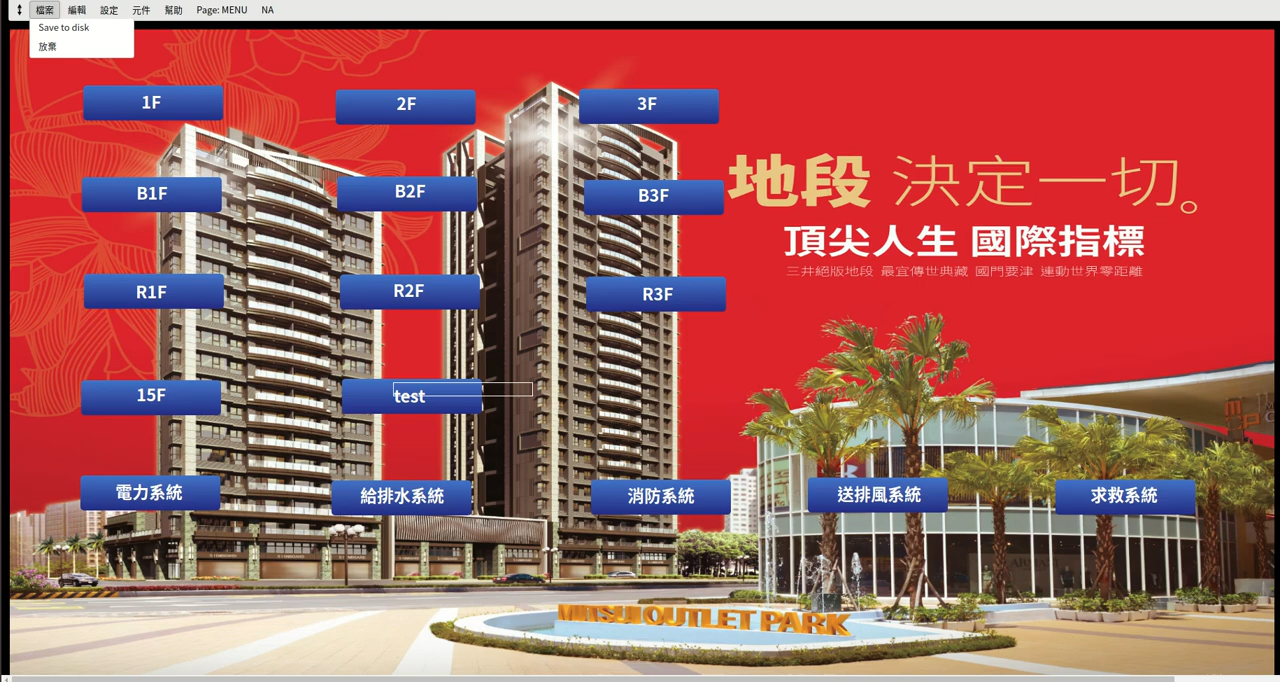 檔案 編輯 設定 元件 幫助 Page: MENU NA
Save to disk
放棄
1F 2F 3F
B1F B2F B3F
R1F R2F R3F
15F test
電力系統 給排水系統 消防系統 送排風系統 求救系統
地段 決定一切。
頂尖人生 國際指標
三井絕版地段 最宜傳世典藏 國門要津 連動世界零距離
MITSUI OUTLET PARK